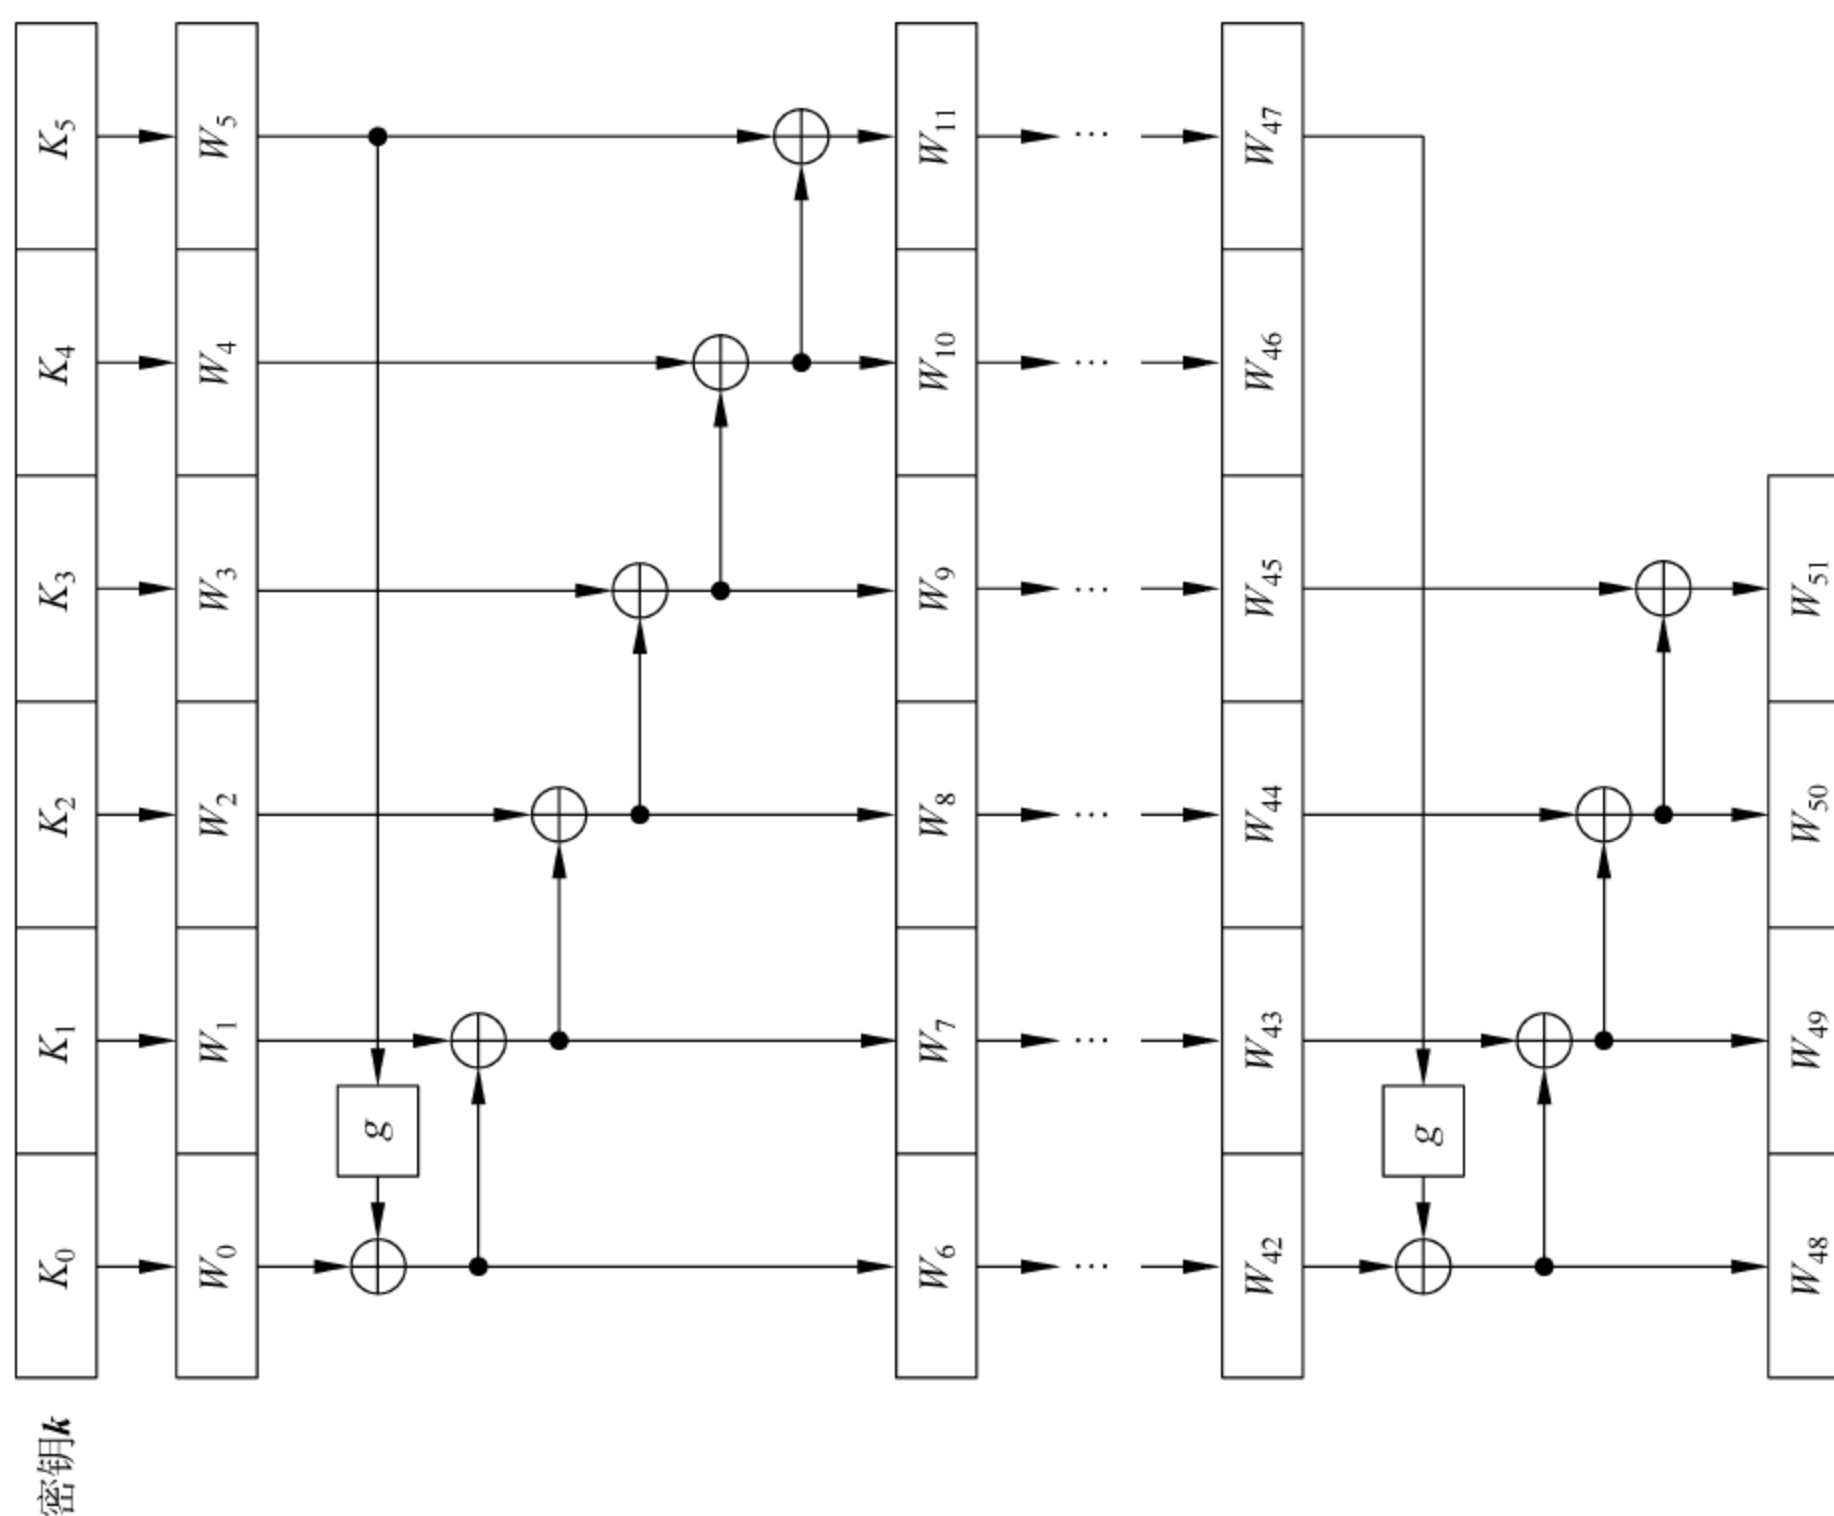 密钥k K₀ K₁ K₂ K₃ K₄ K₅
W₀ W₁ W₂ W₃ W₄ W₅
g
W₆ W₇ W₈ W₉ W₁₀ W₁₁
... ... ... ... ... ...
W₄₂ W₄₃ W₄₄ W₄₅ W₄₆ W₄₇
g
W₄₈ W₄₉ W₅₀ W₅₁